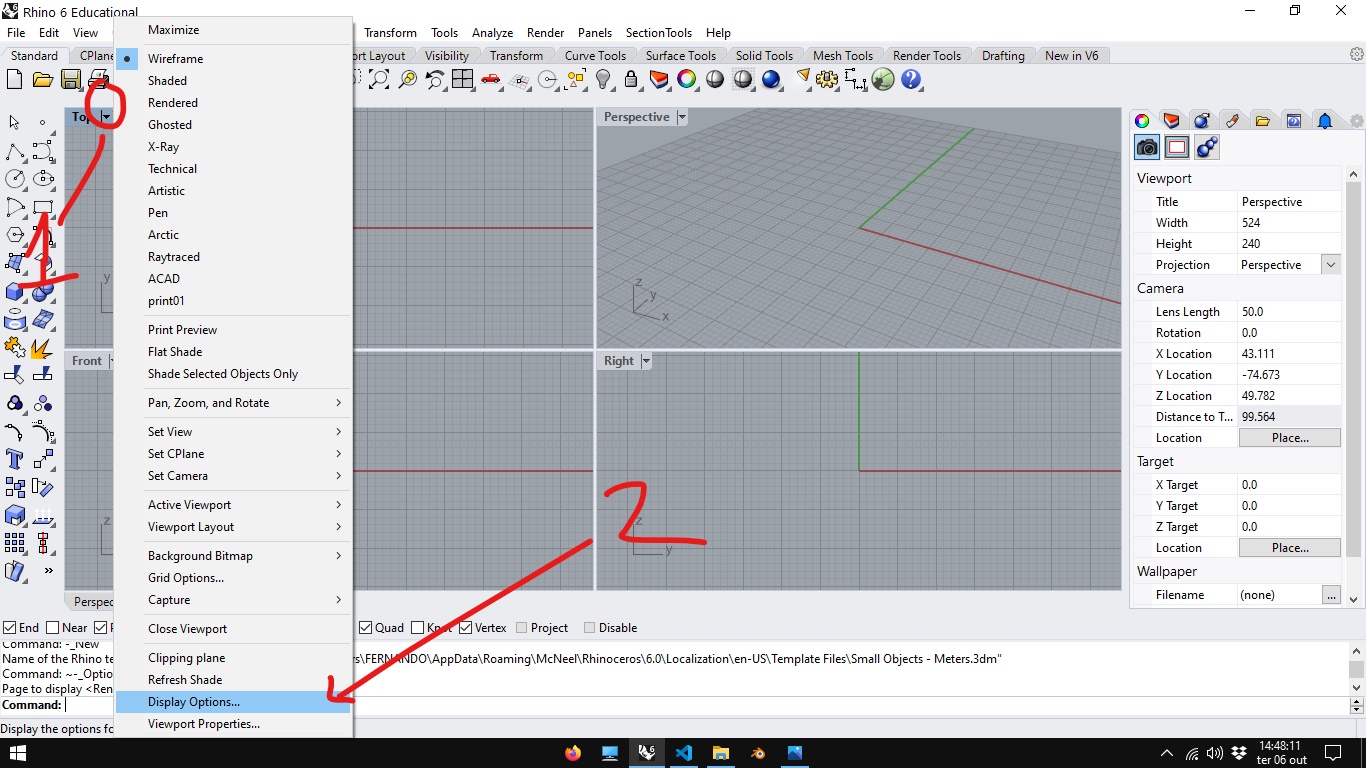 Rhino 6 Educational
File Edit View Transform Tools Analyze Render Panels SectionTools Help
Standard CPlane ort Layout Visibility Transform Curve Tools Surface Tools Solid Tools Mesh Tools Render Tools Drafting New in V6
Maximize
Wireframe
Shaded
Rendered
Ghosted
X-Ray
Technical
Artistic
Pen
Arctic
Raytraced
ACAD
print01
Print Preview
Flat Shade
Shade Selected Objects Only
Pan, Zoom, and Rotate
Set View
Set CPlane
Set Camera
Active Viewport
Viewport Layout
Background Bitmap
Grid Options...
Capture
Close Viewport
Clipping plane
Refresh Shade
Display Options...
Viewport Properties...
Top
1
y
Perspective
z
y
x
Front
z
Right
2
z
y
Viewport
Title Perspective
Width 524
Height 240
Projection Perspective
Camera
Lens Length 50.0
Rotation 0.0
X Location 43.111
Y Location -74.673
Z Location 49.782
Distance to T... 99.564
Location Place...
Target
X Target 0.0
Y Target 0.0
Z Target 0.0
Location Place...
Wallpaper
Filename (none) ...
Perspec
End Near P Quad Knot Vertex Project Disable
Command: -_New
Name of the Rhino te rs\FERNANDO\AppData\Roaming\McNeel\Rhinoceros\6.0\Localization\en-US\Template Files\Small Objects - Meters.3dm"
Command: ~-_Optio
Page to display <Ren
Command:
Display the options fo
14:48:11
ter 06 out